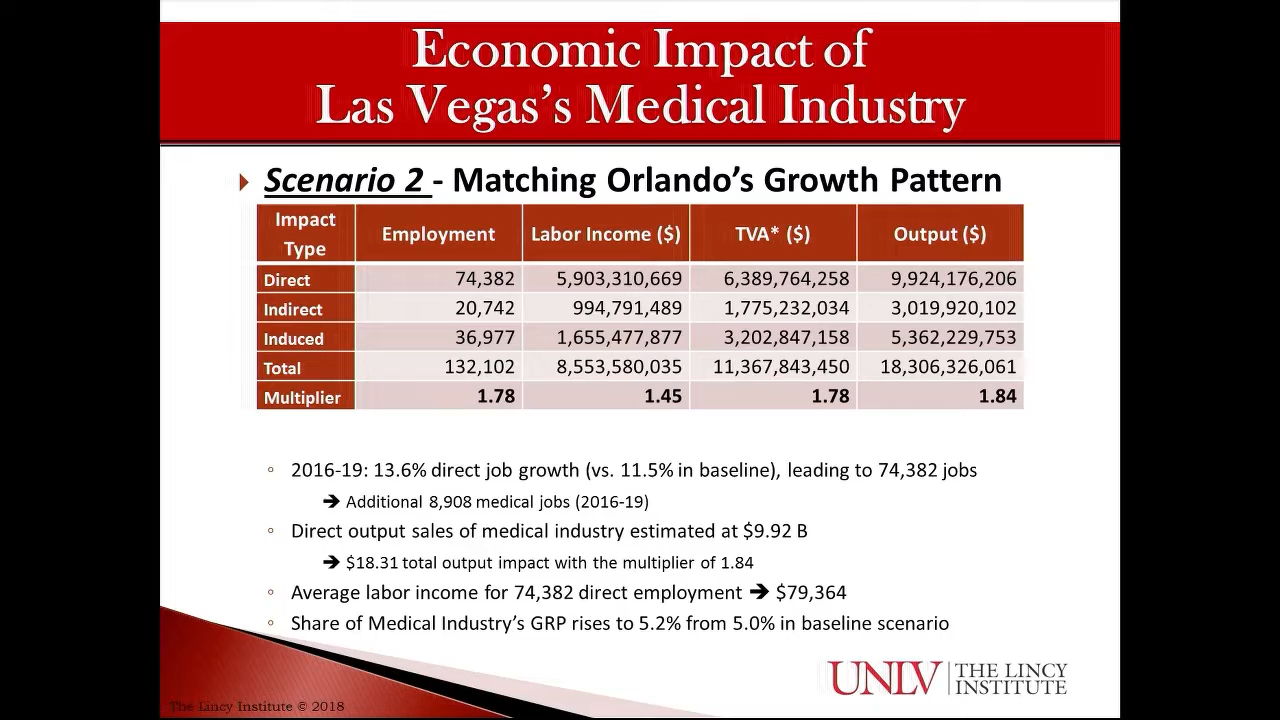 Economic Impact of
Las Vegas's Medical Industry
Scenario 2 - Matching Orlando's Growth Pattern
Impact Type Employment Labor Income ($) TVA* ($) Output ($)
Direct 74,382 5,903,310,669 6,389,764,258 9,924,176,206
Indirect 20,742 994,791,489 1,775,232,034 3,019,920,102
Induced 36,977 1,655,477,877 3,202,847,158 5,362,229,753
Total 132,102 8,553,580,035 11,367,843,450 18,306,326,061
Multiplier 1.78 1.45 1.78 1.84
◦ 2016-19: 13.6% direct job growth (vs. 11.5% in baseline), leading to 74,382 jobs
➔ Additional 8,908 medical jobs (2016-19)
◦ Direct output sales of medical industry estimated at $9.92 B
➔ $18.31 total output impact with the multiplier of 1.84
◦ Average labor income for 74,382 direct employment ➔ $79,364
◦ Share of Medical Industry's GRP rises to 5.2% from 5.0% in baseline scenario
UNLV THE LINCY
INSTITUTE
The Lincy Institute © 2018